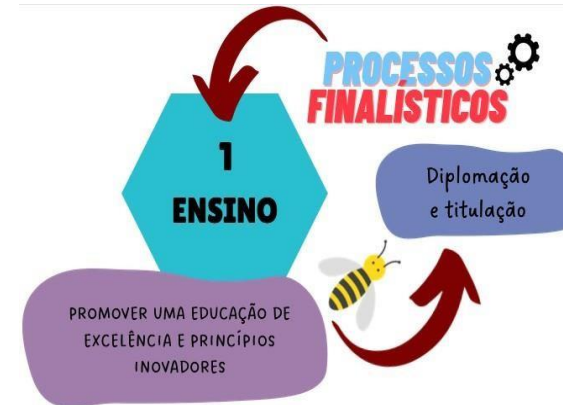 PROCESSOS
FINALÍSTICOS
1
ENSINO
Diplomação
e titulação
PROMOVER UMA EDUCAÇÃO DE
EXCELÊNCIA E PRINCÍPIOS
INOVADORES